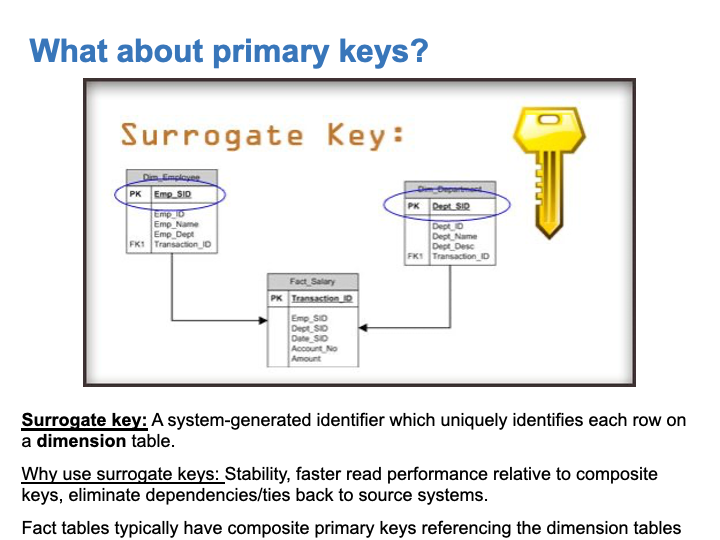 What about primary keys?
Surrogate Key:
Dim_Employee
PK Emp_SID
Emp_ID
Emp_Name
Emp_Dept
FK1 Transaction_ID
Dim_Department
PK Dept_SID
Dept_ID
Dept_Name
Dept_Desc
FK1 Transaction_ID
Fact_Salary
PK Transaction_ID
Emp_SID
Dept_SID
Date_SID
Account_No
Amount
Surrogate key: A system-generated identifier which uniquely identifies each row on
a dimension table.
Why use surrogate keys: Stability, faster read performance relative to composite
keys, eliminate dependencies/ties back to source systems.
Fact tables typically have composite primary keys referencing the dimension tables